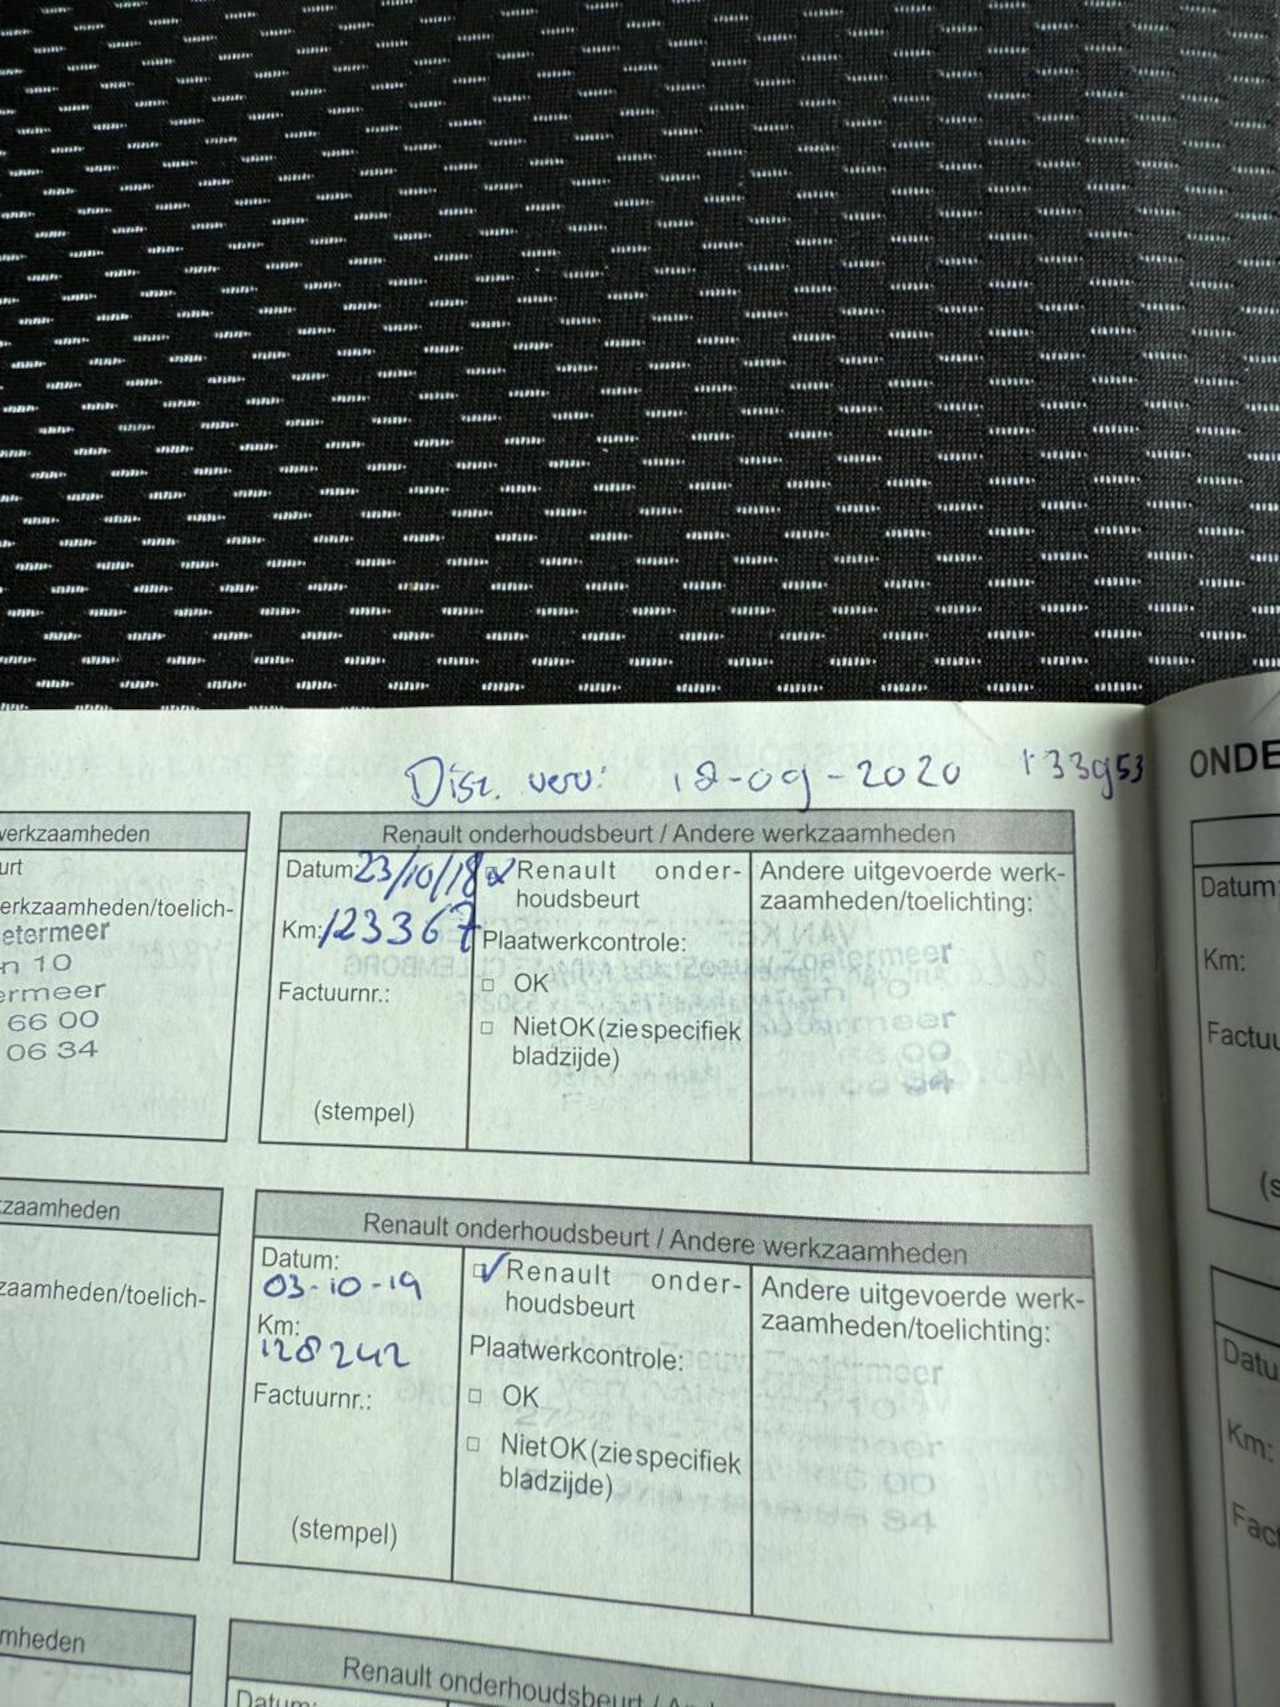 Dist. verv: 18-09-2020 133953
werkzaamheden
urt
erkzaamheden/toelich-
etermeer
n 10
ermeer
66 00
06 34
Renault onderhoudsbeurt / Andere werkzaamheden
Datum 23/10/18
Km: 123367
Factuurnr.:
(stempel)
Renault onder-
houdsbeurt
Plaatwerkcontrole:
OK
Niet OK (zie specifiek
bladzijde)
Andere uitgevoerde werk-
zaamheden/toelichting:
zaamheden
zaamheden/toelich-
Renault onderhoudsbeurt / Andere werkzaamheden
Datum:
03-10-19
Km:
128242
Factuurnr.:
(stempel)
Renault onder-
houdsbeurt
Plaatwerkcontrole:
OK
Niet OK (zie specifiek
bladzijde)
Andere uitgevoerde werk-
zaamheden/toelichting:
mheden
Renault onderhoudsbeurt /
Datum:
ONDE
Datum:
Km:
Factuu
(s
Datu
Km:
Fact